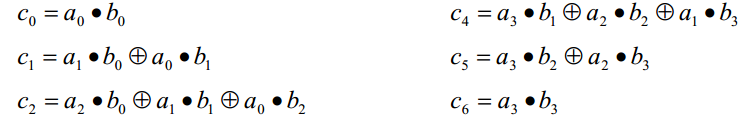 c₀ = a₀ • b₀
c₁ = a₁ • b₀ ⊕ a₀ • b₁
c₂ = a₂ • b₀ ⊕ a₁ • b₁ ⊕ a₀ • b₂
c₄ = a₃ • b₁ ⊕ a₂ • b₂ ⊕ a₁ • b₃
c₅ = a₃ • b₂ ⊕ a₂ • b₃
c₆ = a₃ • b₃